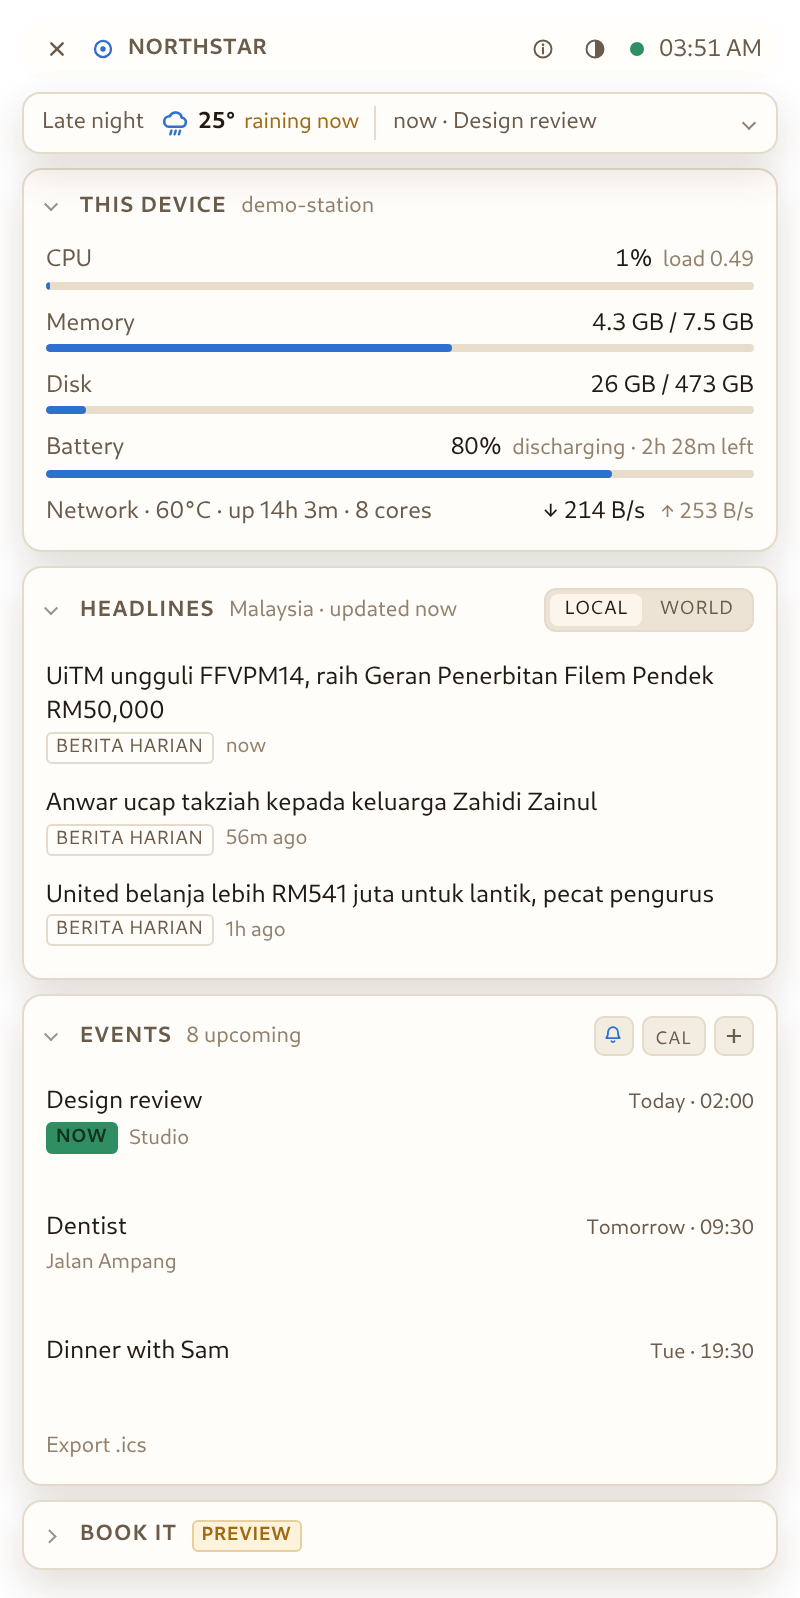 NORTHSTAR 03:51 AM
Late night 25° raining now now · Design review
THIS DEVICE demo-station
CPU 1% load 0.49
Memory 4.3 GB / 7.5 GB
Disk 26 GB / 473 GB
Battery 80% discharging · 2h 28m left
Network · 60°C · up 14h 3m · 8 cores ↓ 214 B/s ↑ 253 B/s
HEADLINES Malaysia · updated now LOCAL WORLD
UiTM ungguli FFVPM14, raih Geran Penerbitan Filem Pendek
RM50,000
BERITA HARIAN now
Anwar ucap takziah kepada keluarga Zahidi Zainul
BERITA HARIAN 56m ago
United belanja lebih RM541 juta untuk lantik, pecat pengurus
BERITA HARIAN 1h ago
EVENTS 8 upcoming CAL +
Design review Today · 02:00
NOW Studio
Dentist Tomorrow · 09:30
Jalan Ampang
Dinner with Sam Tue · 19:30
Export .ics
BOOK IT PREVIEW